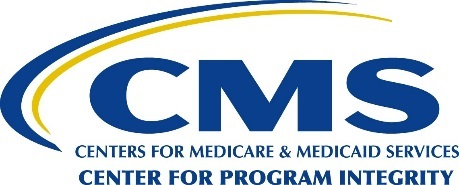 CMS
CENTERS FOR MEDICARE & MEDICAID SERVICES
CENTER FOR PROGRAM INTEGRITY